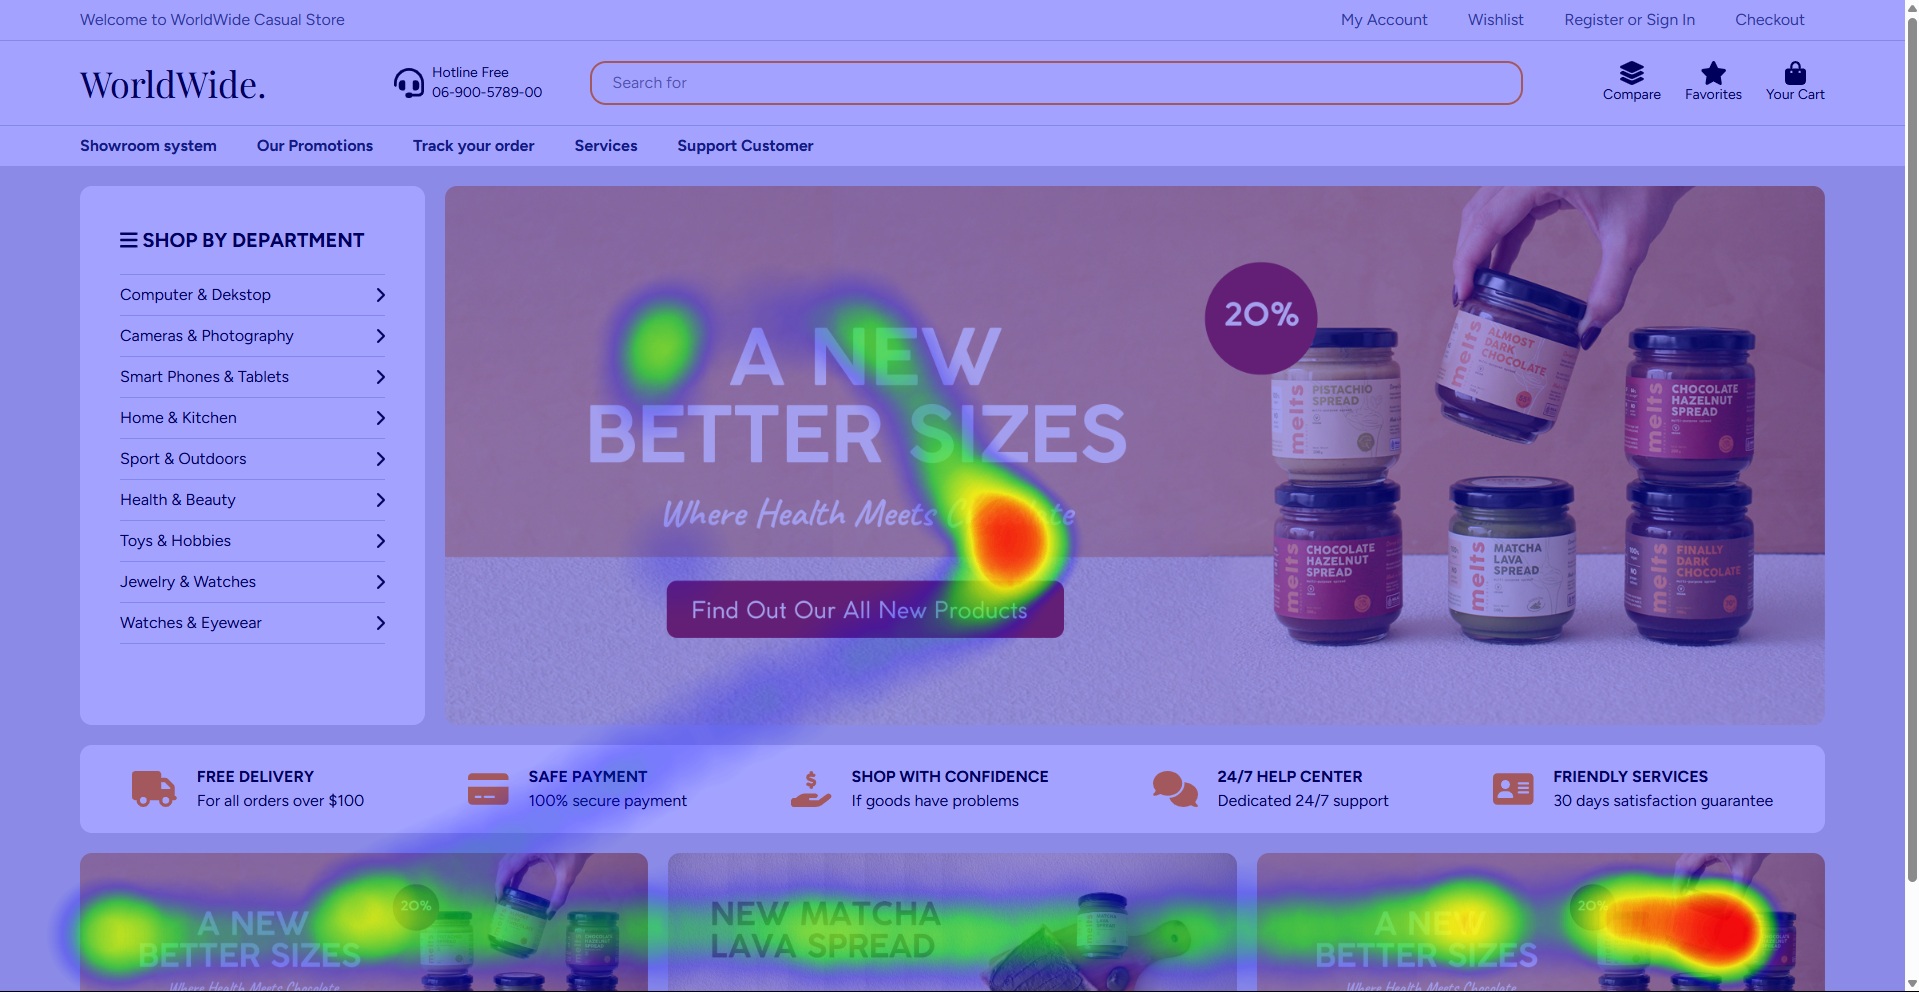 Welcome to WorldWide Casual Store
My Account Wishlist Register or Sign In Checkout
WorldWide.
Hotline Free
06-900-5789-00
Search for
Compare Favorites Your Cart
Showroom system Our Promotions Track your order Services Support Customer
SHOP BY DEPARTMENT
Computer & Dekstop
Cameras & Photography
Smart Phones & Tablets
Home & Kitchen
Sport & Outdoors
Health & Beauty
Toys & Hobbies
Jewelry & Watches
Watches & Eyewear
A NEW
BETTER SIZES
Where Health Meets Chocolate
Find Out Our All New Products
20%
melts
PISTACHIO
SPREAD
melts
ALMOST
DARK
CHOCOLATE
melts
CHOCOLATE
HAZELNUT
SPREAD
melts
CHOCOLATE
HAZELNUT
SPREAD
melts
MATCHA
LAVA
SPREAD
melts
FINALLY
DARK
CHOCOLATE
FREE DELIVERY
For all orders over $100
SAFE PAYMENT
100% secure payment
SHOP WITH CONFIDENCE
If goods have problems
24/7 HELP CENTER
Dedicated 24/7 support
FRIENDLY SERVICES
30 days satisfaction guarantee
A NEW
BETTER SIZES
Where Health Meets Chocolate
20%
NEW MATCHA
LAVA SPREAD
A NEW
BETTER SIZES
Where Health Meets Chocolate
20%